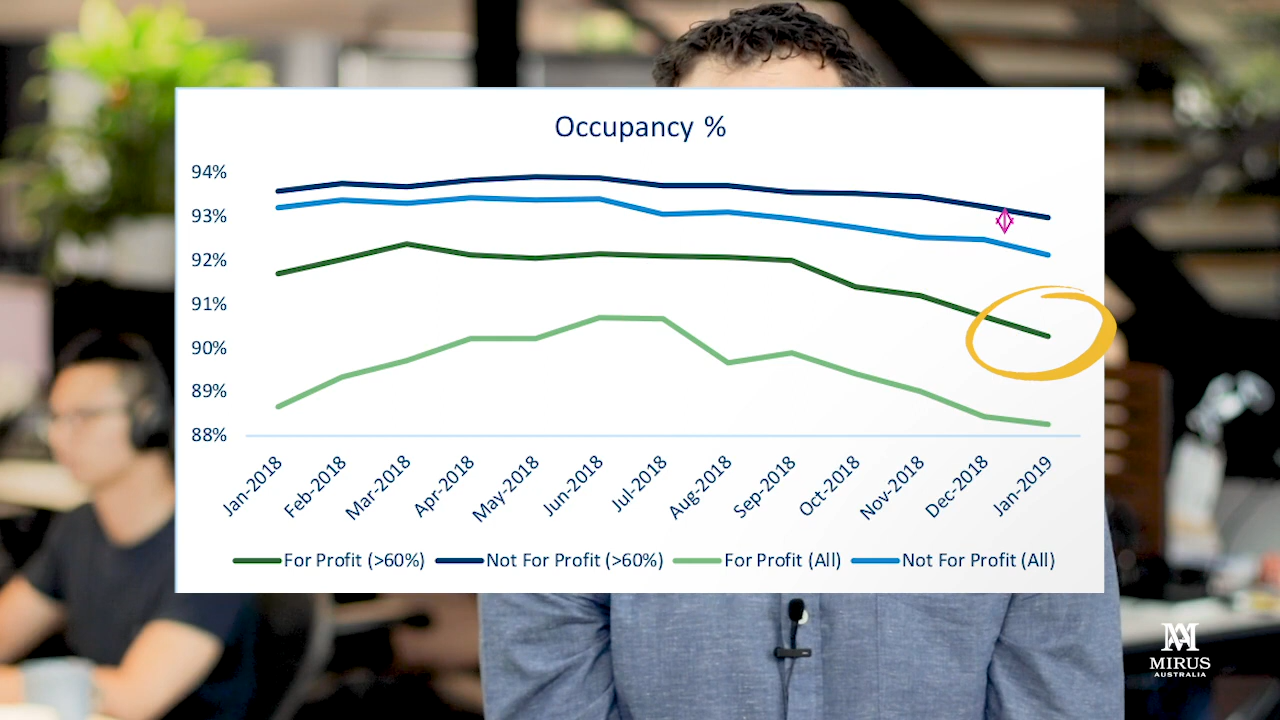 Occupancy %
94%
93%
92%
91%
90%
89%
88%
Jan-2018
Feb-2018
Mar-2018
Apr-2018
May-2018
Jun-2018
Jul-2018
Aug-2018
Sep-2018
Oct-2018
Nov-2018
Dec-2018
Jan-2019
For Profit (>60%) Not For Profit (>60%) For Profit (All) Not For Profit (All)
MIRUS
AUSTRALIA